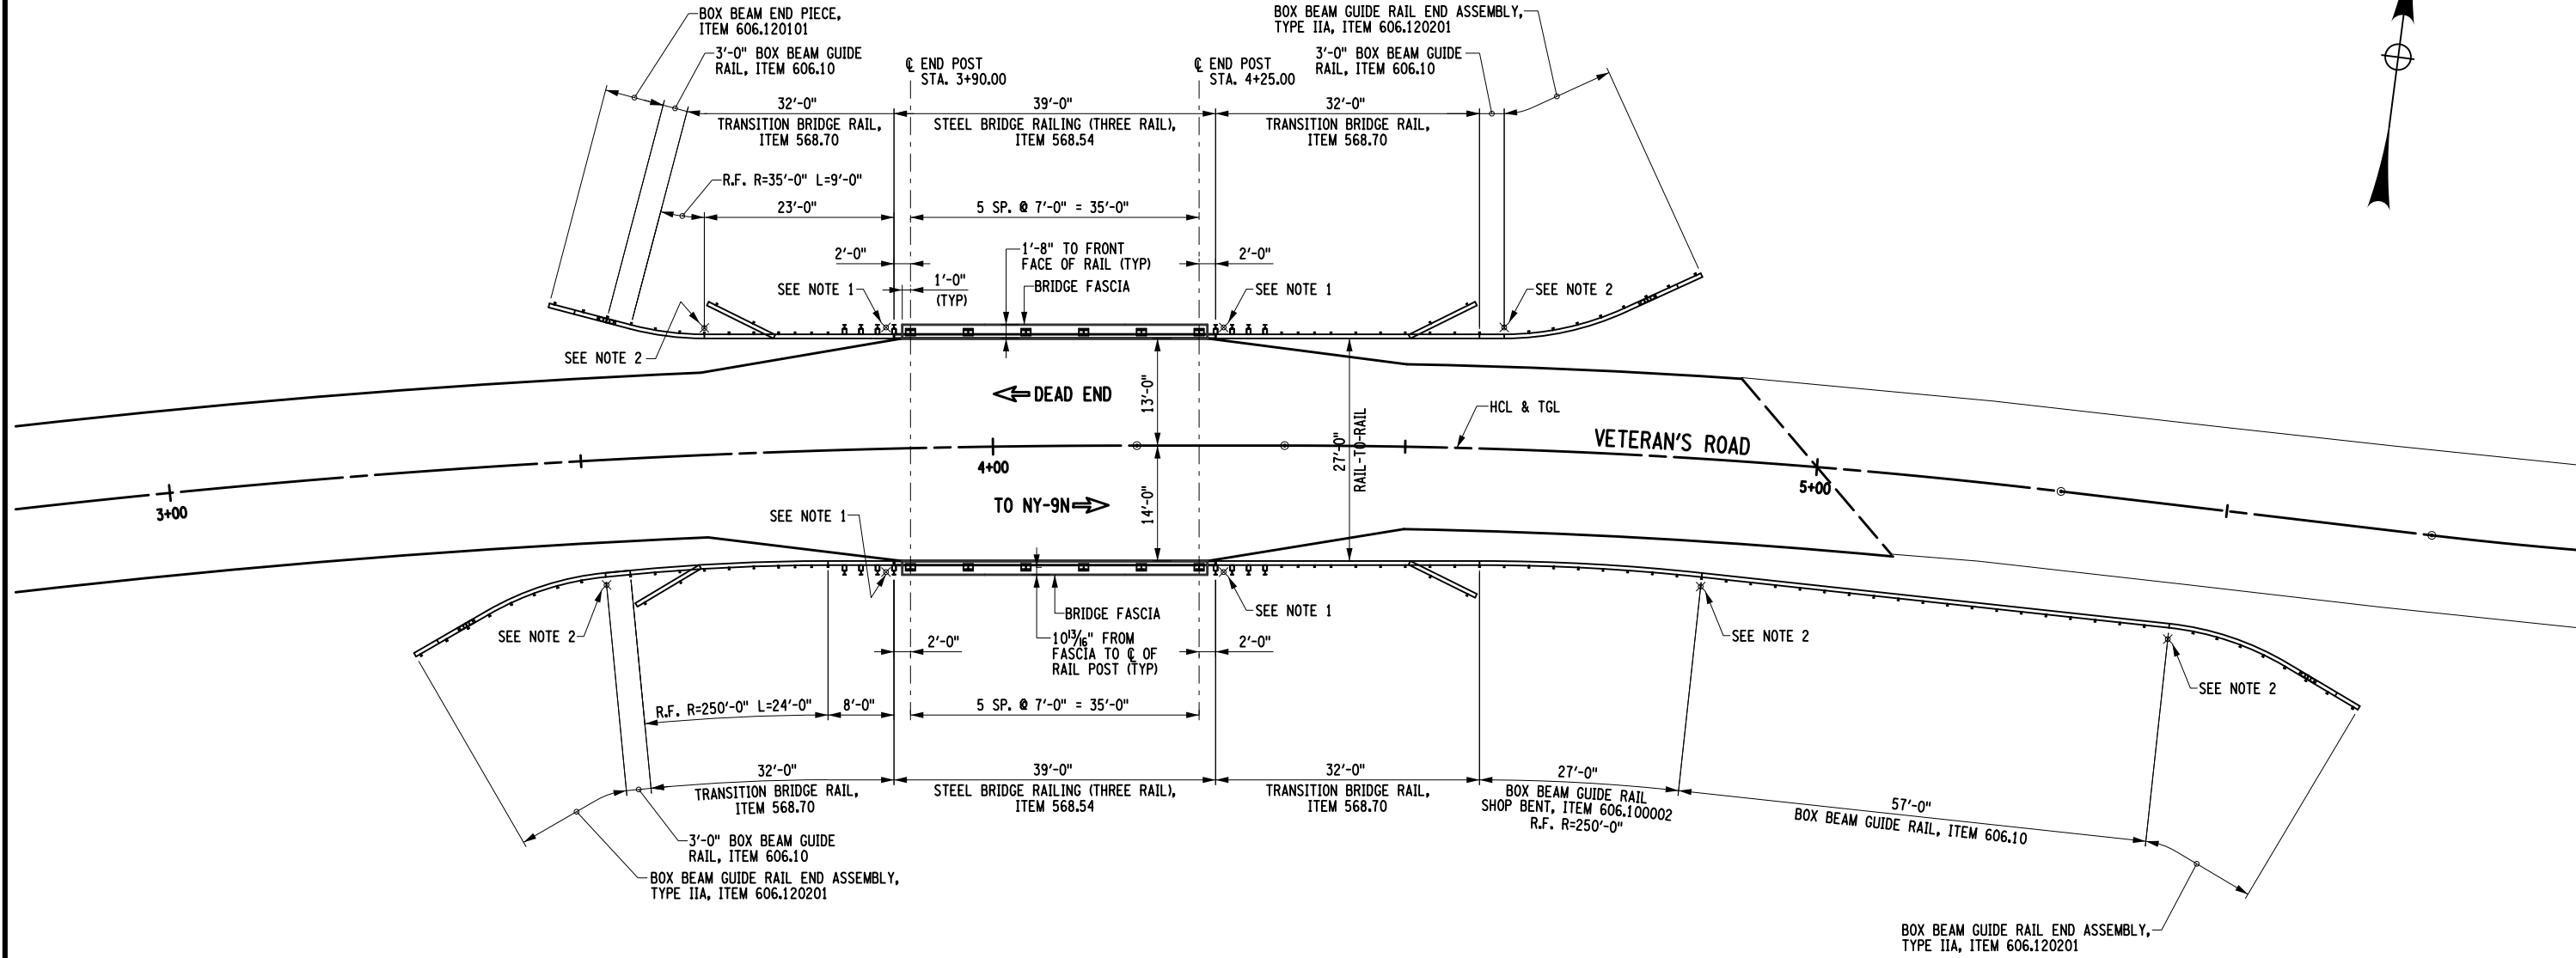 BOX BEAM END PIECE,
ITEM 606.120101
3'-0" BOX BEAM GUIDE
RAIL, ITEM 606.10
℄ END POST
STA. 3+90.00
℄ END POST
STA. 4+25.00
BOX BEAM GUIDE RAIL END ASSEMBLY,
TYPE IIA, ITEM 606.120201
3'-0" BOX BEAM GUIDE
RAIL, ITEM 606.10
32'-0"
TRANSITION BRIDGE RAIL,
ITEM 568.70
39'-0"
STEEL BRIDGE RAILING (THREE RAIL),
ITEM 568.54
32'-0"
TRANSITION BRIDGE RAIL,
ITEM 568.70
R.F. R=35'-0" L=9'-0"
23'-0"
5 SP. @ 7'-0" = 35'-0"
2'-0"
1'-8" TO FRONT
FACE OF RAIL (TYP)
2'-0"
1'-0"
(TYP)
SEE NOTE 1
BRIDGE FASCIA
SEE NOTE 1
SEE NOTE 2
SEE NOTE 2
DEAD END
13'-0"
27'-0"
RAIL-TO-RAIL
HCL & TGL
VETERAN'S ROAD
3+00
4+00
5+00
TO NY-9N
14'-0"
SEE NOTE 1
SEE NOTE 2
BRIDGE FASCIA
SEE NOTE 1
SEE NOTE 2
SEE NOTE 2
2'-0"
10 13/16" FROM
FASCIA TO ℄ OF
RAIL POST (TYP)
2'-0"
R.F. R=250'-0" L=24'-0"
8'-0"
5 SP. @ 7'-0" = 35'-0"
32'-0"
TRANSITION BRIDGE RAIL,
ITEM 568.70
39'-0"
STEEL BRIDGE RAILING (THREE RAIL),
ITEM 568.54
32'-0"
TRANSITION BRIDGE RAIL,
ITEM 568.70
27'-0"
BOX BEAM GUIDE RAIL
SHOP BENT, ITEM 606.100002
R.F. R=250'-0"
57'-0"
BOX BEAM GUIDE RAIL, ITEM 606.10
3'-0" BOX BEAM GUIDE
RAIL, ITEM 606.10
BOX BEAM GUIDE RAIL END ASSEMBLY,
TYPE IIA, ITEM 606.120201
BOX BEAM GUIDE RAIL END ASSEMBLY,
TYPE IIA, ITEM 606.120201